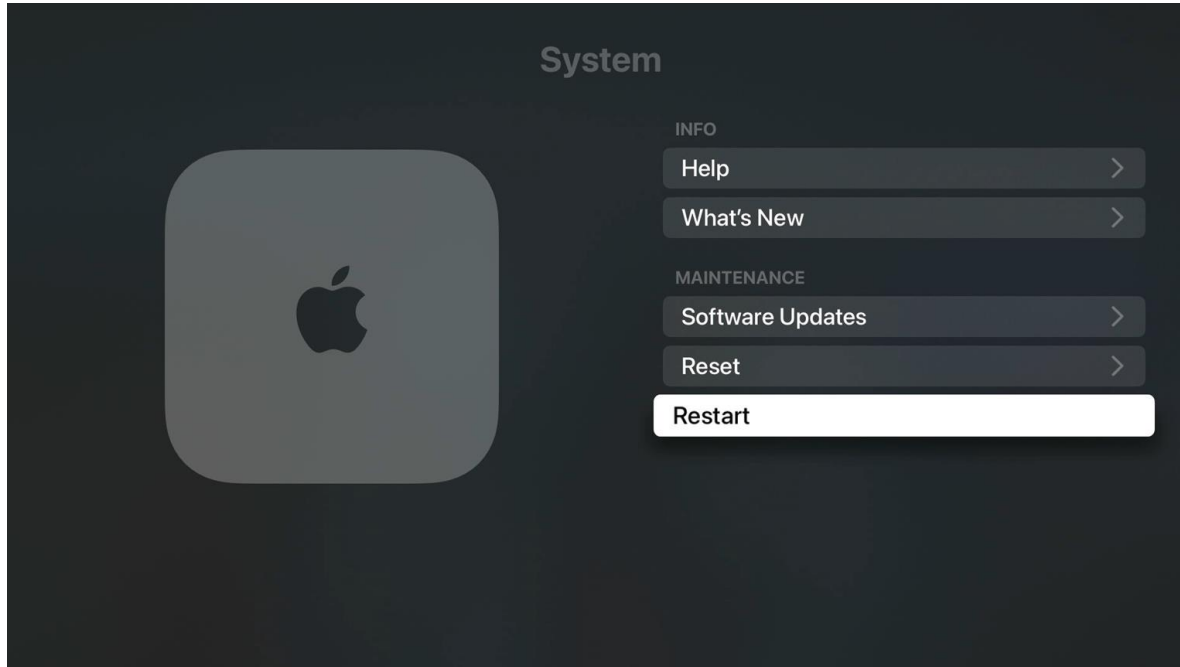 System
INFO
Help
What's New
MAINTENANCE
Software Updates
Reset
Restart